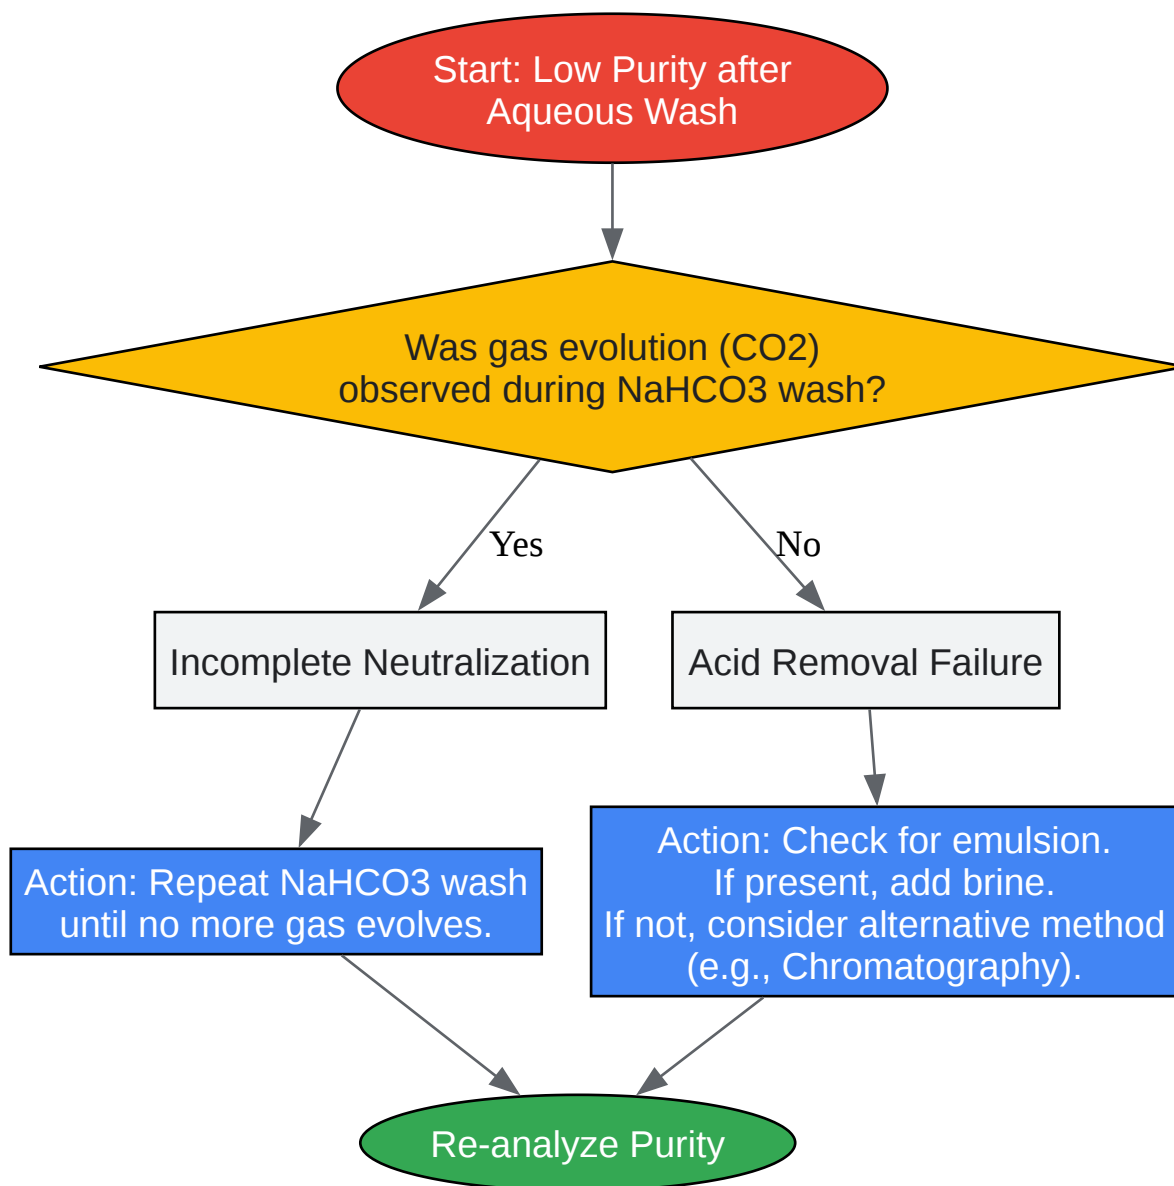 Start: Low Purity after
Aqueous Wash
Was gas evolution (CO2)
observed during NaHCO3 wash?
Yes
No
Incomplete Neutralization
Acid Removal Failure
Action: Repeat NaHCO3 wash
until no more gas evolves.
Action: Check for emulsion.
If present, add brine.
If not, consider alternative method
(e.g., Chromatography).
Re-analyze Purity